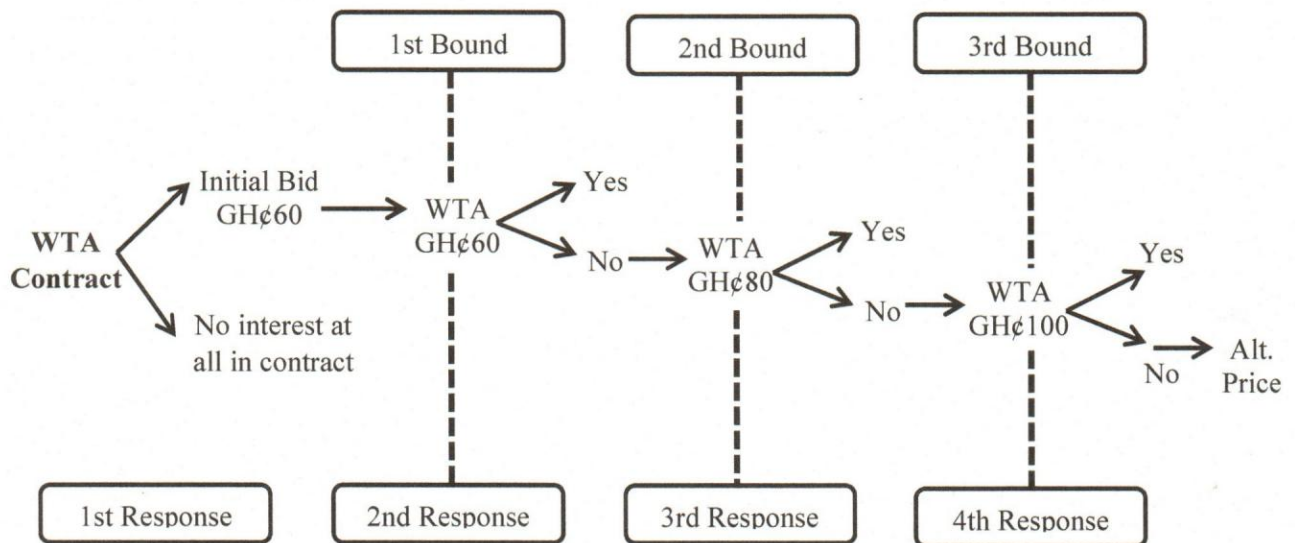 1st Bound
2nd Bound
3rd Bound
Initial Bid
GH¢60
WTA
Contract
No interest at
all in contract
WTA
GH¢60
Yes
No
WTA
GH¢80
Yes
No
WTA
GH¢100
Yes
No
Alt.
Price
1st Response
2nd Response
3rd Response
4th Response